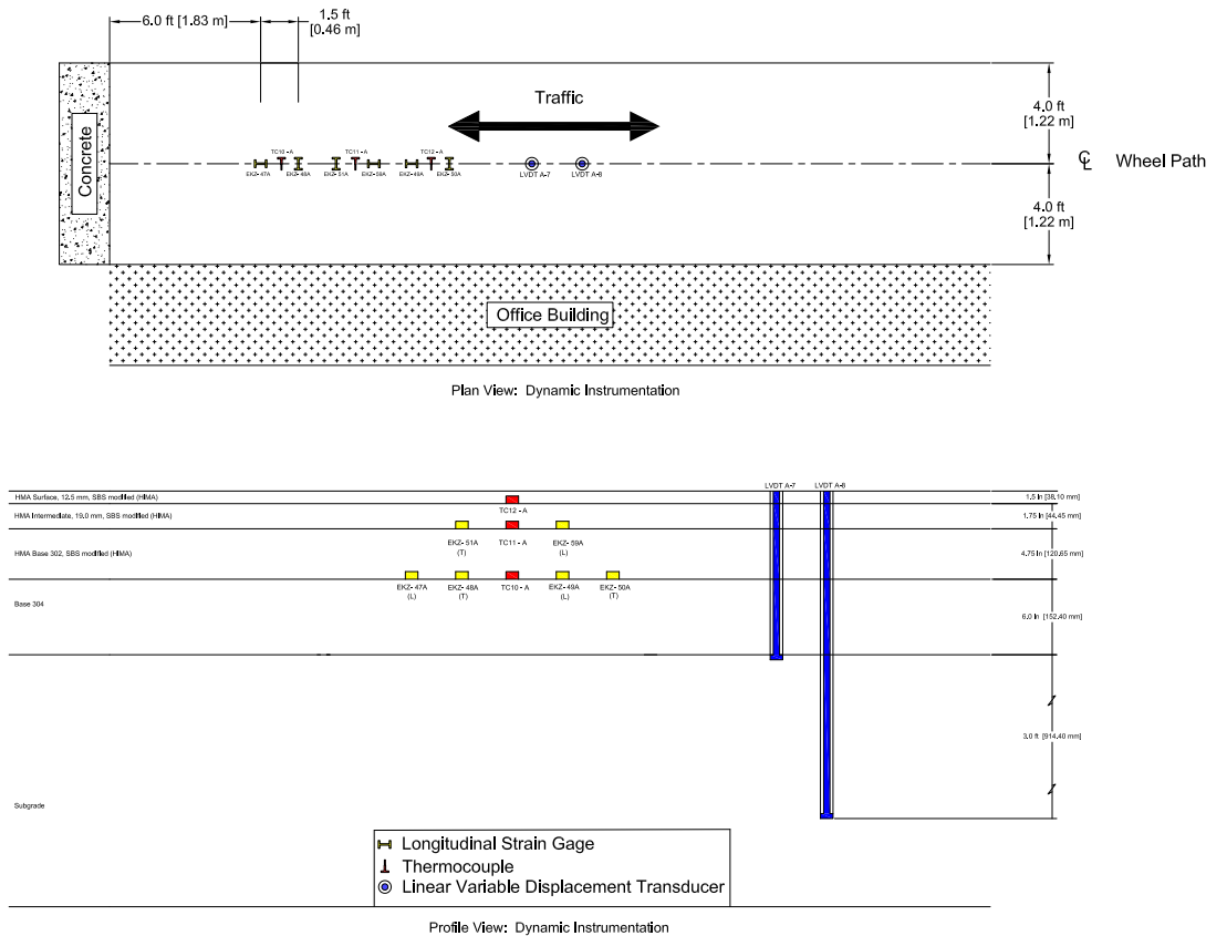 6.0 ft [1.83 m]
1.5 ft
[0.46 m]
Concrete
Traffic
4.0 ft
[1.22 m]
TC10 - A
TC11 - A
TC12 - A
EKZ- 47A
EKZ- 48A
EKZ- 51A
EKZ- 59A
EKZ- 49A
EKZ- 50A
LVDT A-7
LVDT A-8
℄ Wheel Path
4.0 ft
[1.22 m]
Office Building
Plan View: Dynamic Instrumentation
LVDT A-7
LVDT A-8
HMA Surface, 12.5 mm, SBS modified (HIMA)
1.5 in [38.10 mm]
TC12 - A
HMA Intermediate, 19.0 mm, SBS modified (HIMA)
1.75 in [44.45 mm]
EKZ- 51A
(T)
TC11 - A
EKZ- 59A
(L)
HMA Base 302, SBS modified (HIMA)
4.75 in [120.65 mm]
EKZ- 47A
(L)
EKZ- 48A
(T)
TC10 - A
EKZ- 49A
(L)
EKZ- 50A
(T)
Base 304
6.0 in [152.40 mm]
3.0 ft [914.40 mm]
Subgrade
Longitudinal Strain Gage
Thermocouple
Linear Variable Displacement Transducer
Profile View: Dynamic Instrumentation